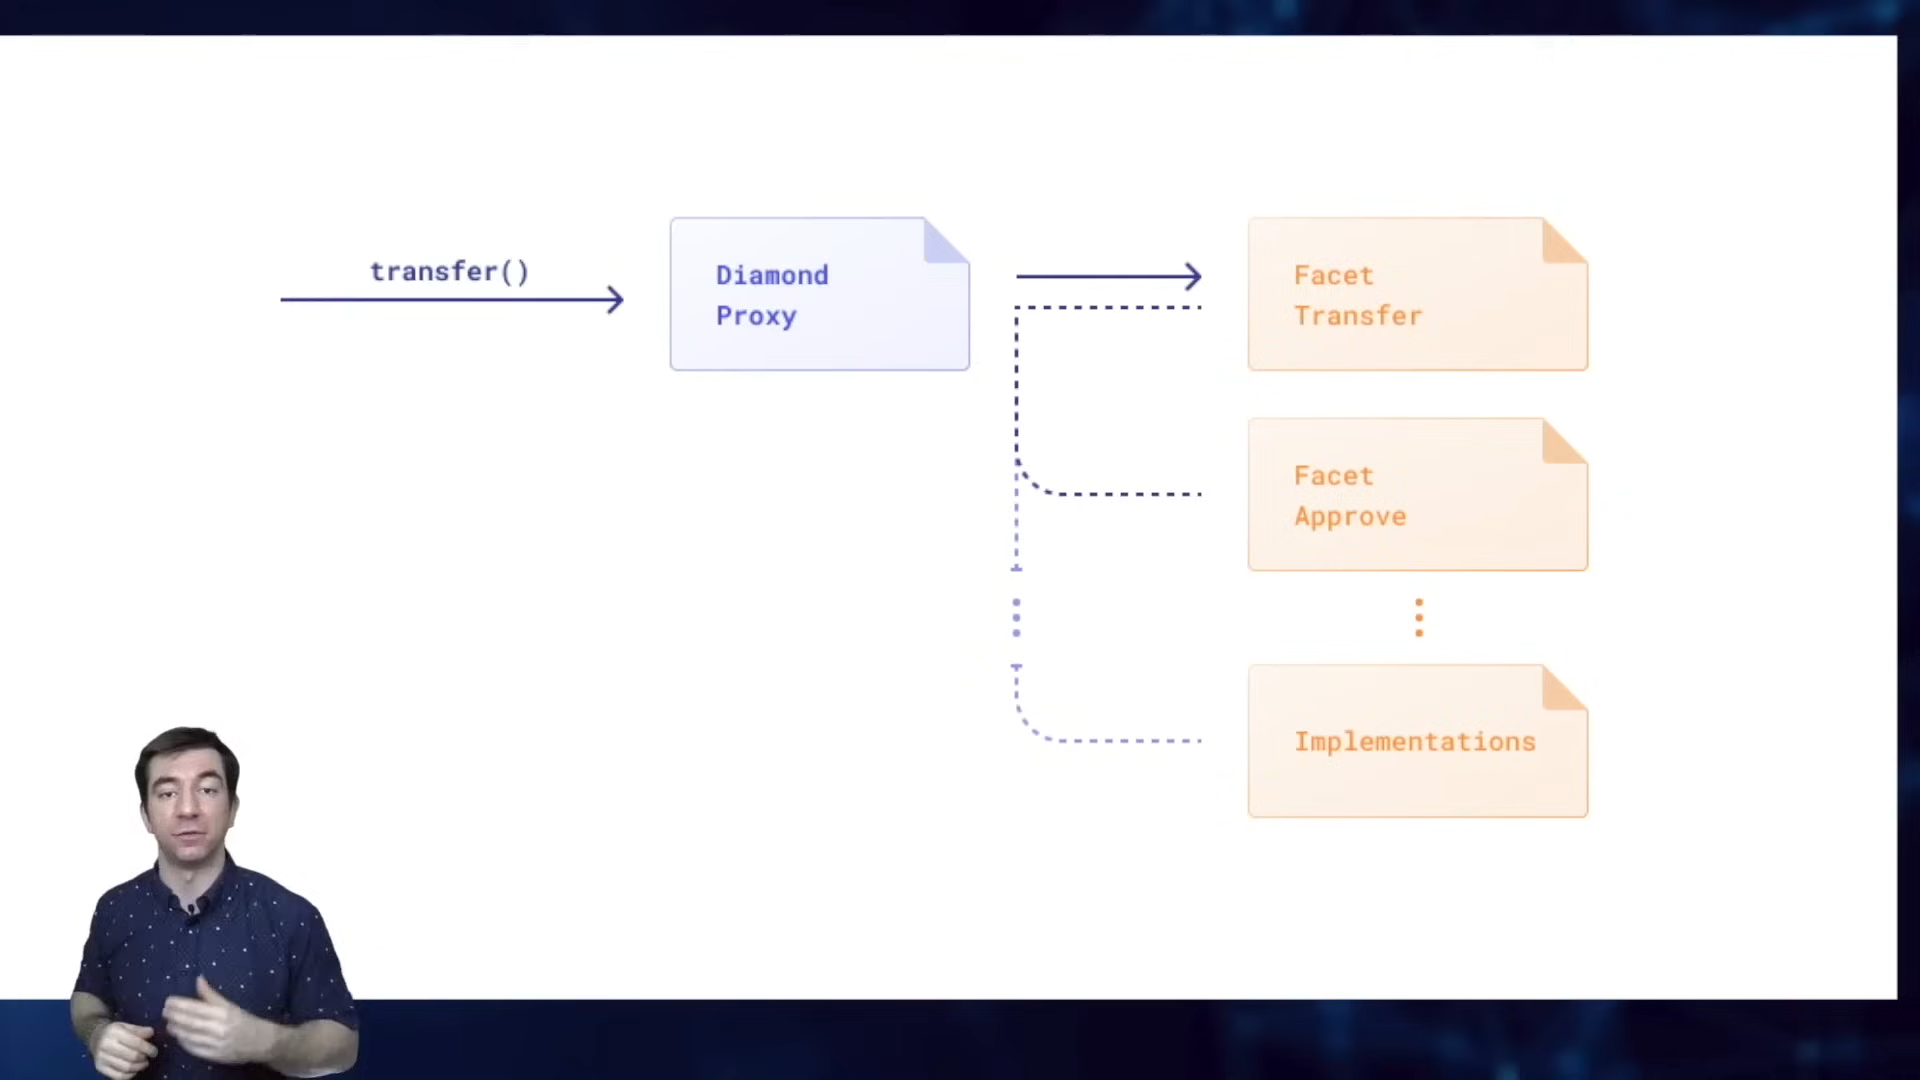 transfer()
Diamond
Proxy
Facet
Transfer
Facet
Approve
Implementations